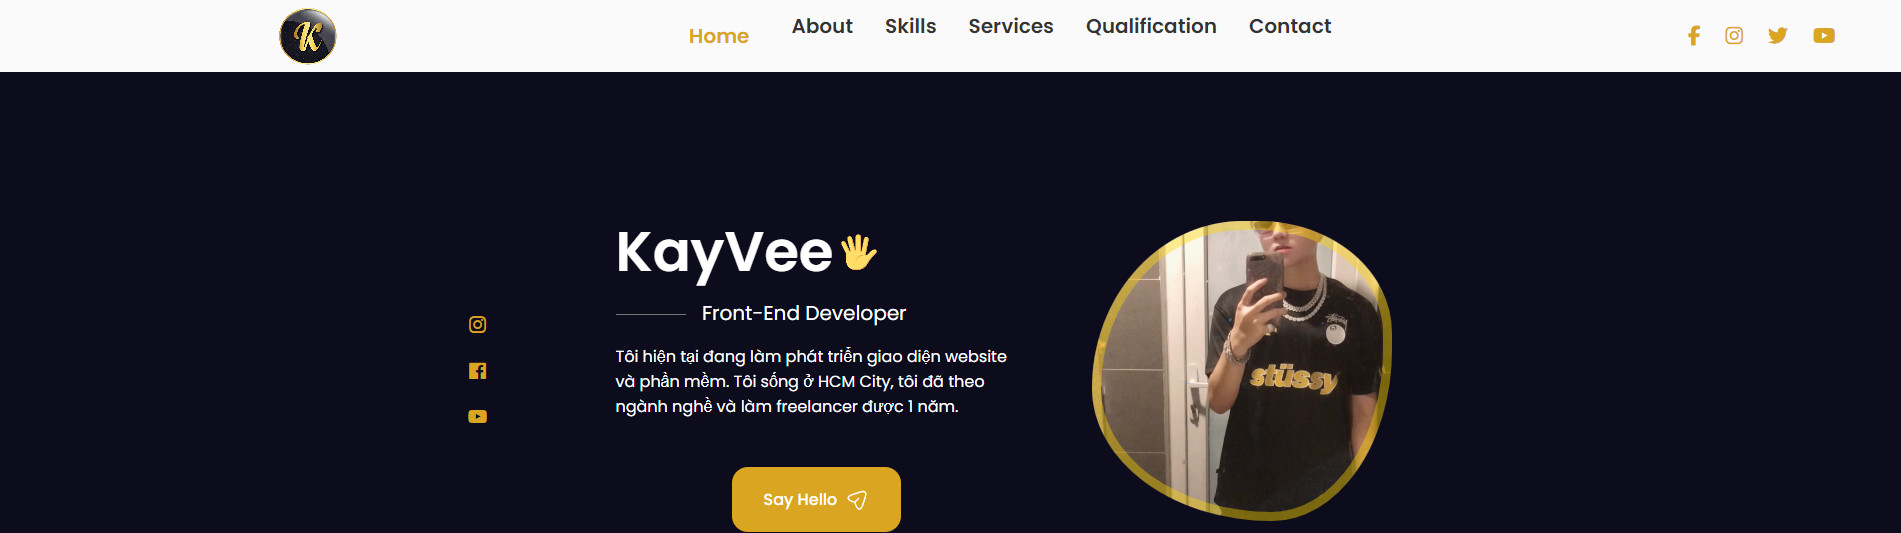 K
Home About Skills Services Qualification Contact
KayVee
Front-End Developer
Tôi hiện tại đang làm phát triển giao diện website
và phần mềm. Tôi sống ở HCM City, tôi đã theo
ngành nghề và làm freelancer được 1 năm.
stüssy
Say Hello